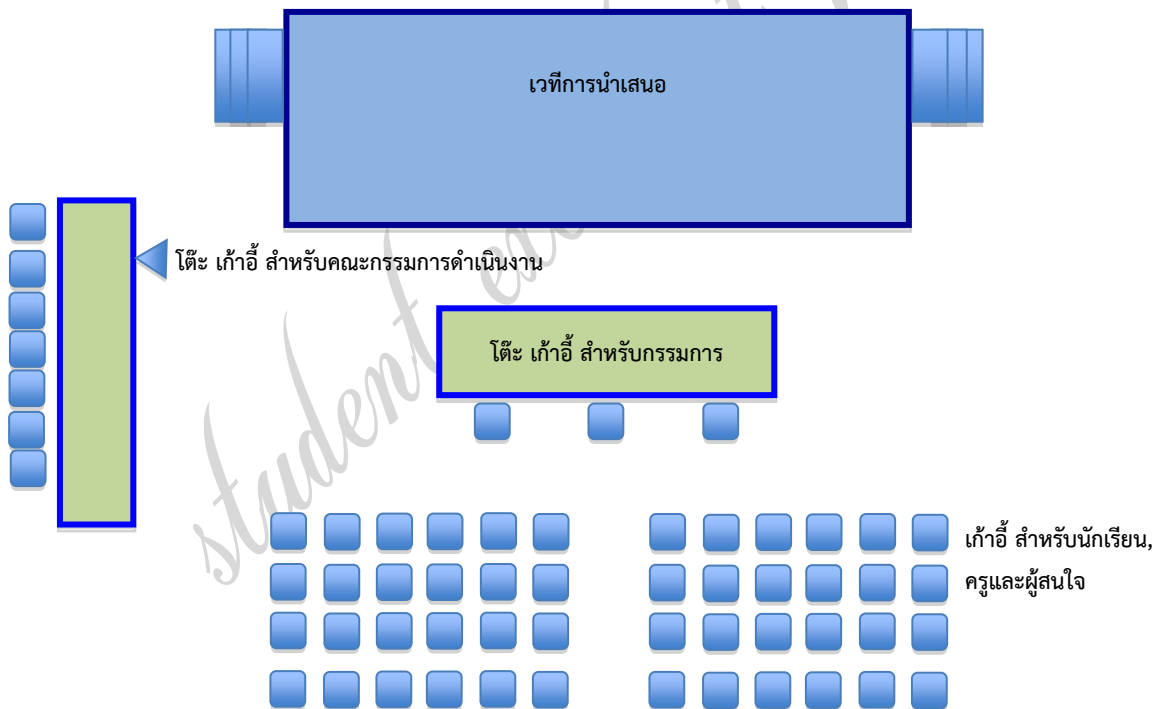 เวทีการนำเสนอ
โต๊ะ เก้าอี้ สำหรับคณะกรรมการดำเนินงาน
โต๊ะ เก้าอี้ สำหรับกรรมการ
เก้าอี้ สำหรับนักเรียน,
ครูและผู้สนใจ
student ex